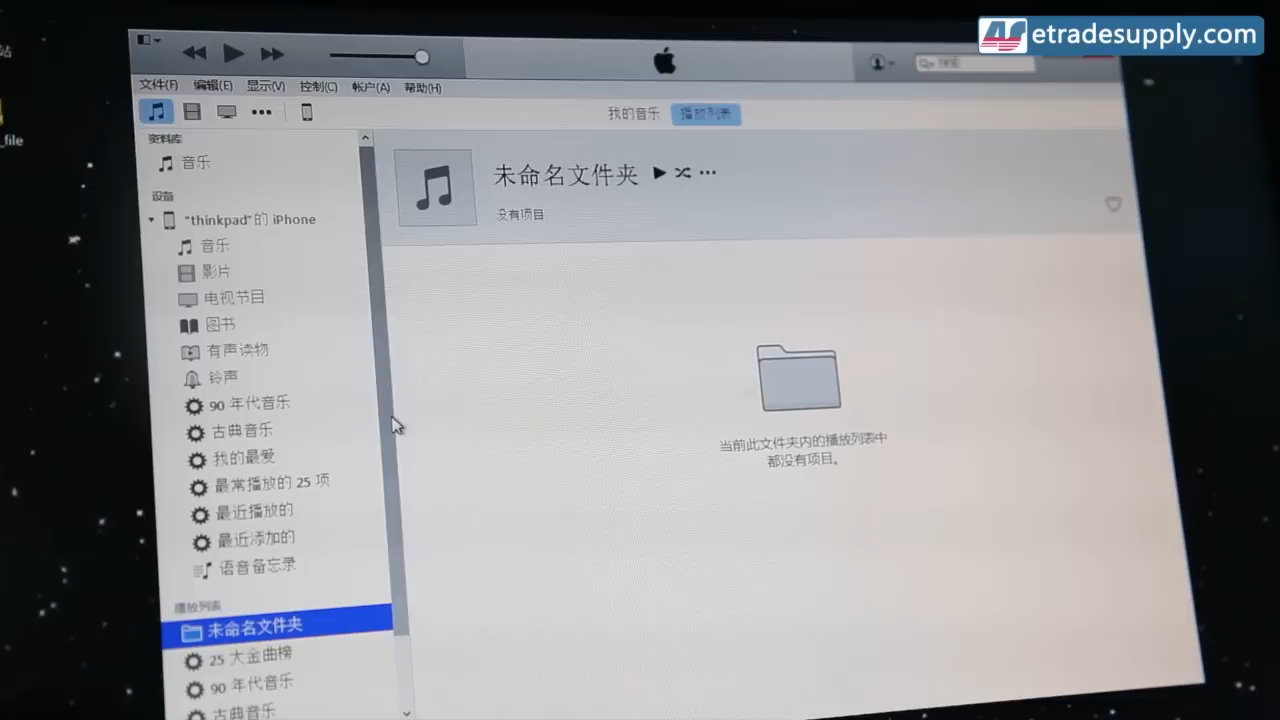 etradesupply.com
站
_file
文件(F) 编辑(E) 显示(V) 控制(C) 帐户(A) 帮助(H)
搜索
我的音乐 播放列表
资料库
音乐
设备
"thinkpad"的 iPhone
音乐
影片
电视节目
图书
有声读物
铃声
90 年代音乐
古典音乐
我的最爱
最常播放的 25 项
最近播放的
最近添加的
语音备忘录
播放列表
未命名文件夹
25 大金曲榜
90 年代音乐
古典音乐
未命名文件夹
没有项目
当前此文件夹内的播放列表中
都没有项目。